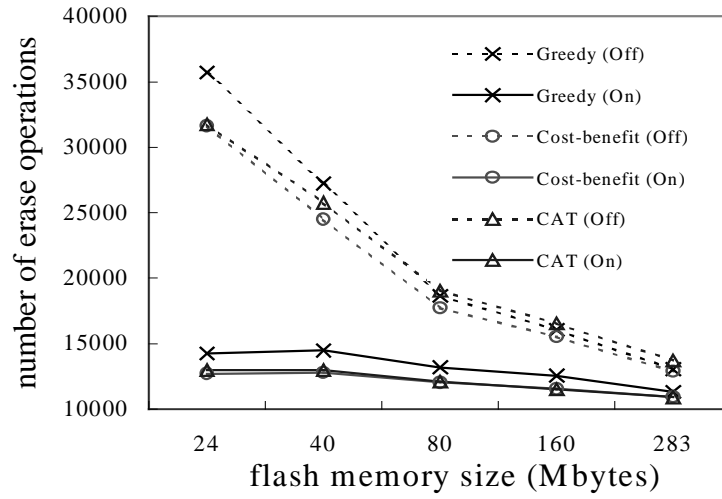 40000
35000
30000
25000
20000
15000
10000
number of erase operations
Greedy (Off)
Greedy (On)
Cost-benefit (Off)
Cost-benefit (On)
CAT (Off)
CAT (On)
24 40 80 160 283
flash memory size (Mbytes)